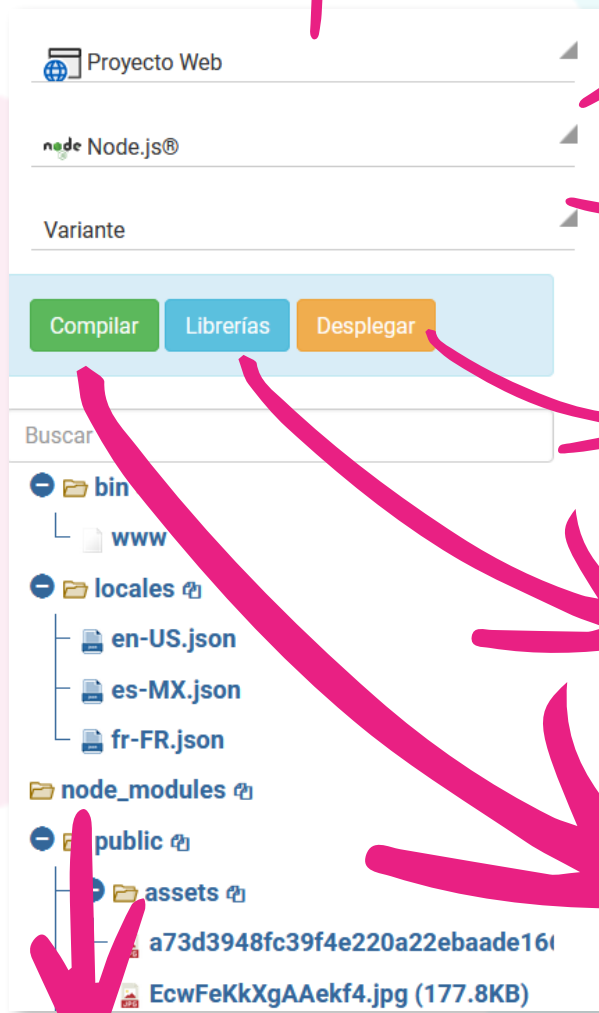 Proyecto Web
node Node.js®
Variante
Compilar Librerías Desplegar
Buscar
bin
www
locales
en-US.json
es-MX.json
fr-FR.json
node_modules
public
assets
a73d3948fc39f4e220a22ebaade16
JPG EcwFeKkXgAAekf4.jpg (177.8KB)